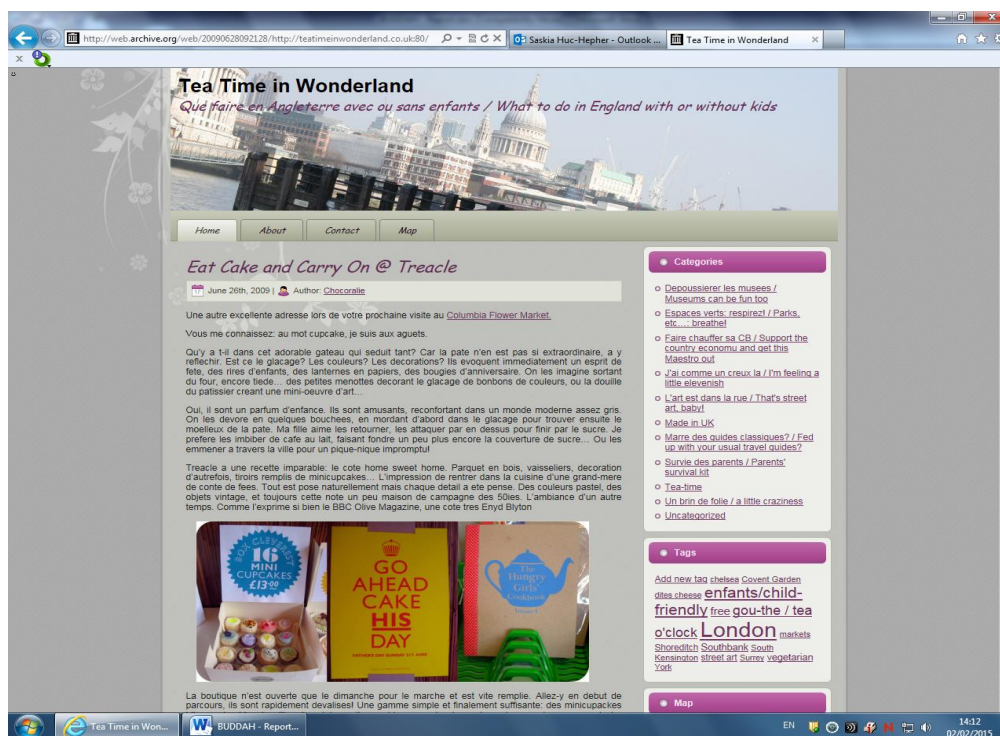 http://web.archive.org/web/20090628092128/http://teatimeinwonderland.co.uk:80/
Saskia Huc-Hepher - Outlook ...
Tea Time in Wonderland
Tea Time in Wonderland
Que faire en Angleterre avec ou sans enfants / What to do in England with or without kids
Home
About
Contact
Map
Eat Cake and Carry On @ Treacle
June 26th, 2009 | Author: Chocoralie
Une autre excellente adresse lors de votre prochaine visite au Columbia Flower Market.
Vous me connaissez: au mot cupcake, je suis aux aguets.
Qu'y a t-il dans cet adorable gateau qui seduit tant? Car la pate n'en est pas si extraordinaire, a y
reflechir. Est ce le glacage? Les couleurs? Les decorations? Ils evoquent immediatement un esprit de
fete, des rires d'enfants, des lanternes en papiers, des bougies d'anniversaire. On les imagine sortant
du four, encore tiede... des petites menottes decorant le glacage de bonbons de couleurs, ou la douille
du patissier creant une mini-oeuvre d'art...
Oui, il sont un parfum d'enfance. Ils sont amusants, reconfortant dans un monde moderne assez gris.
On les devore en quelques bouchees, en mordant d'abord dans le glacage pour trouver ensuite le
moelleux de la pate. Ma fille aime les retourner, les attaquer par en dessous pour finir par le sucre. Je
prefere les imbiber de cafe au lait, faisant fondre un peu plus encore la couverture de sucre... Ou les
emmener a travers la ville pour un pique-nique impromptu!
Treacle a une recette imparable: le cote home sweet home. Parquet en bois, vaisseliers, decoration
d'autrefois, tiroirs remplis de minicupcakes... L'impression de rentrer dans la cuisine d'une grand-mere
de conte de fees. Tout est pose naturellement mais chaque detail a ete pense. Des couleurs pastel, des
objets vintage, et toujours cette note un peu maison de campagne des 50ies. L'ambiance d'un autre
temps. Comme l'exprime si bien le BBC Olive Magazine, une cote tres Enyd Blyton
BOX CLEVER!
16
MINI
CUPCAKES
£13.00
GO
AHEAD
CAKE
HIS
DAY
FATHER'S DAY SUNDAY 21st JUNE
The
Hungry
Girls'
Cookbook
La boutique n'est ouverte que le dimanche pour le marche et est vite remplie. Allez-y en debut de
parcours, ils sont rapidement devalises! Une gamme simple et finalement suffisante: des minicupackes
Categories
Depoussierer les musees /
Museums can be fun too
Espaces verts: respirez! / Parks,
etc...: breathe!
Faire chauffer sa CB / Support the
country economu and get this
Maestro out
J'ai comme un creux la / I'm feeling a
little elevenish
L'art est dans la rue / That's street
art, baby!
Made in UK
Marre des guides classiques? / Fed
up with your usual travel guides?
Survie des parents / Parents'
survival kit
Tea-time
Un brin de folie / a little craziness
Uncategorized
Tags
Add new tag chelsea Covent Garden
dites cheese enfants/child-
friendly free gou-the / tea
o'clock London markets
Shoreditch Southbank South
Kensington street art Surrey vegetarian
York
Map
Tea Time in Won...
BUDDAH - Report...
EN
14:12
02/02/2015